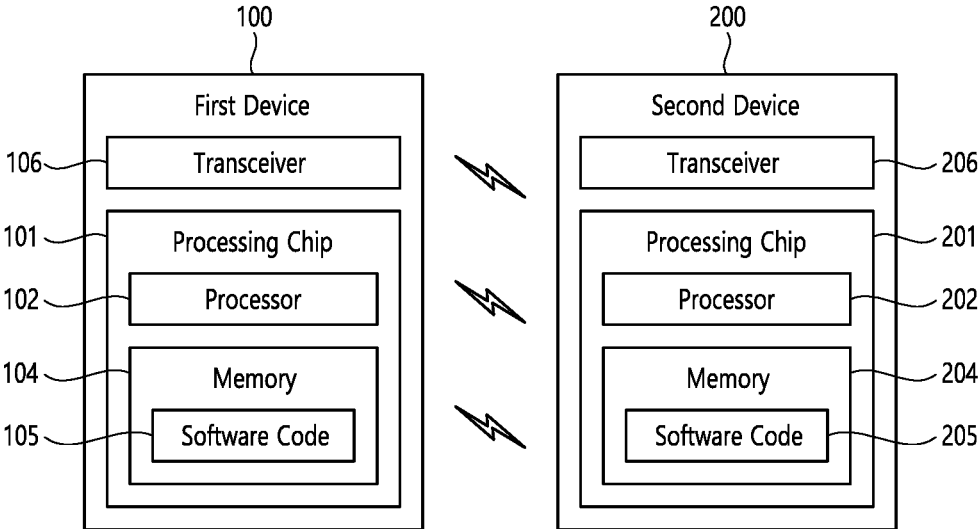 100
200
First Device
Second Device
106
Transceiver
Transceiver
206
101
Processing Chip
Processing Chip
201
102
Processor
Processor
202
104
Memory
Memory
204
105
Software Code
Software Code
205